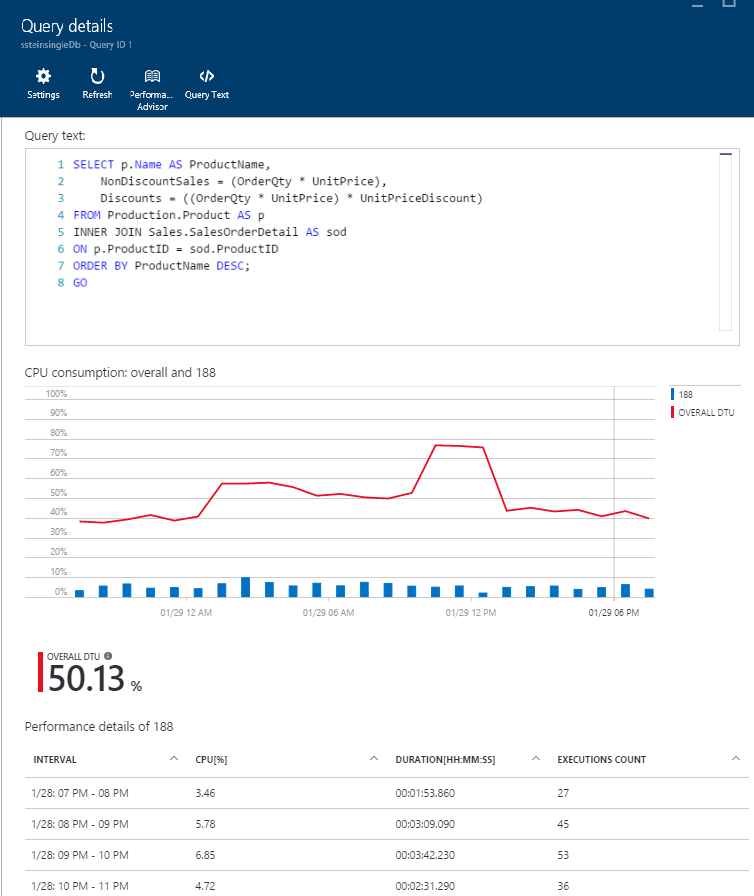 Query details
ssteinsingleDb - Query ID 1
Settings
Refresh
Performa...
Advisor
Query Text
Query text:
1 SELECT p.Name AS ProductName,
2 NonDiscountSales = (OrderQty * UnitPrice),
3 Discounts = ((OrderQty * UnitPrice) * UnitPriceDiscount)
4 FROM Production.Product AS p
5 INNER JOIN Sales.SalesOrderDetail AS sod
6 ON p.ProductID = sod.ProductID
7 ORDER BY ProductName DESC;
8 GO
CPU consumption: overall and 188
100%
90%
80%
70%
60%
50%
40%
30%
20%
10%
0%
188
OVERALL DTU
01/29 12 AM 01/29 06 AM 01/29 12 PM 01/29 06 PM
OVERALL DTU
50.13 %
Performance details of 188
INTERVAL CPU[%] DURATION[HH:MM:SS] EXECUTIONS COUNT
1/28: 07 PM - 08 PM 3.46 00:01:53.860 27
1/28: 08 PM - 09 PM 5.78 00:03:09.090 45
1/28: 09 PM - 10 PM 6.85 00:03:42.230 53
1/28: 10 PM - 11 PM 4.72 00:02:31.290 36